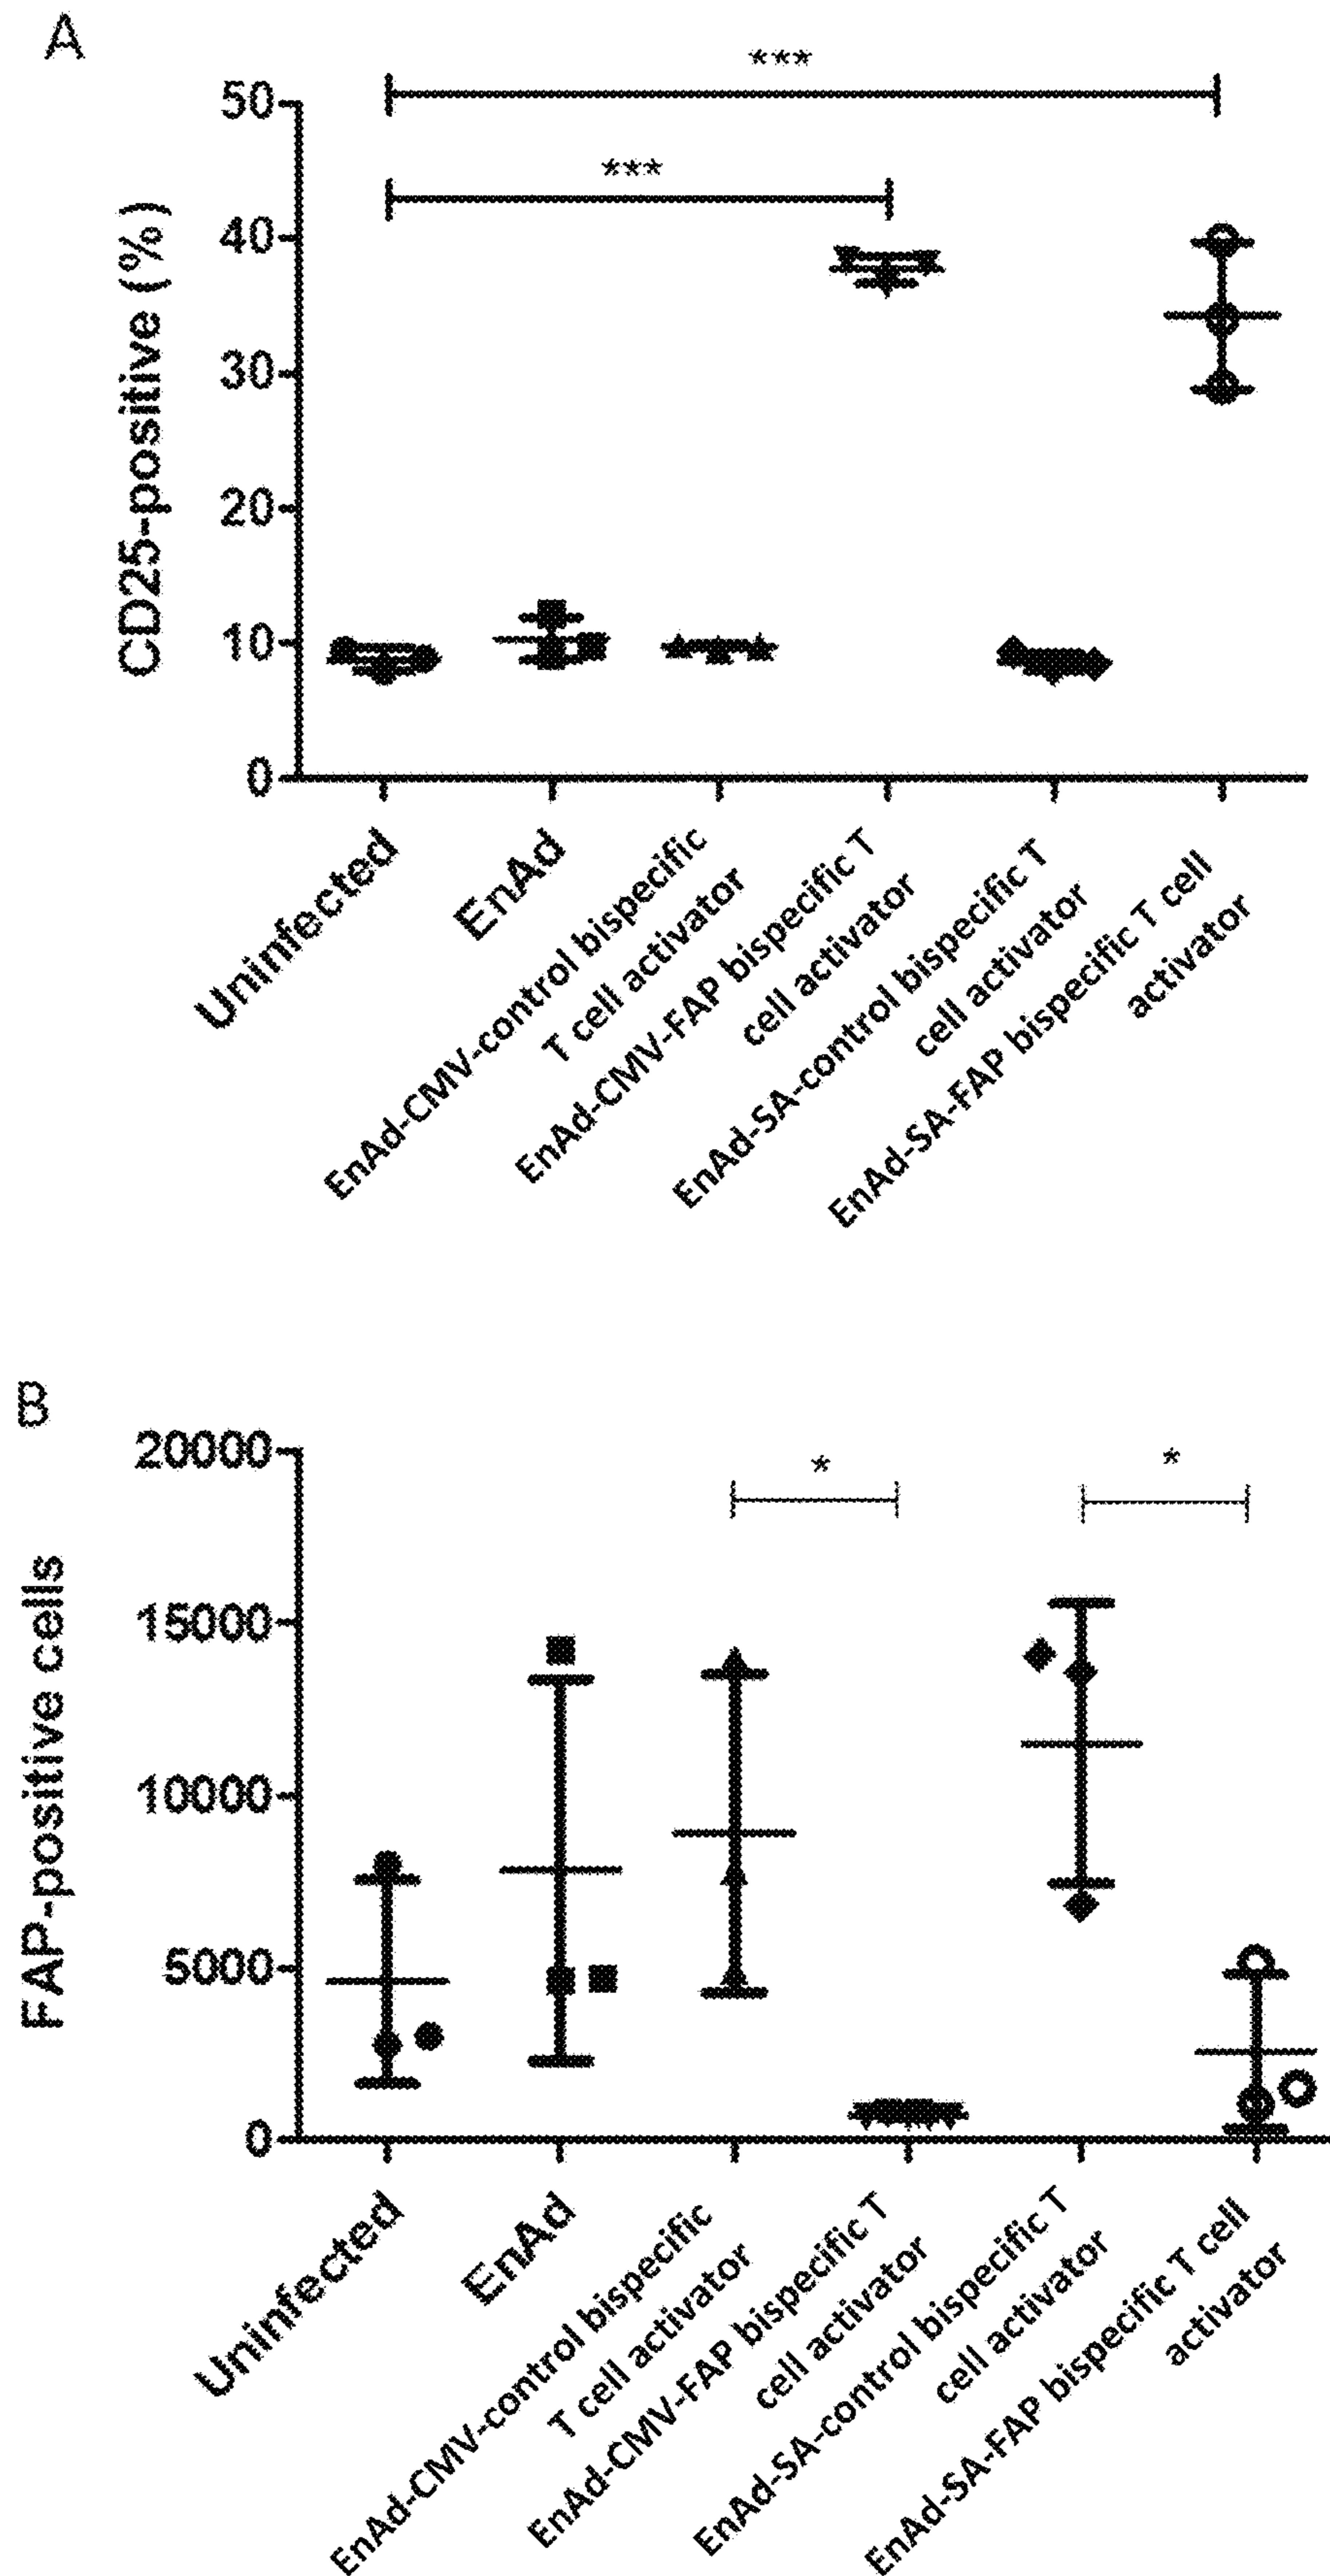 A
***
***
50
40
30
20
10
0
CD25-positive (%)
Uninfected
EnAd
EnAd-CMV-control bispecific
T cell activator
EnAd-CMV-FAP bispecific T
cell activator
EnAd-SA-control bispecific T
cell activator
EnAd-SA-FAP bispecific T cell
activator
B
*
*
20000
15000
10000
5000
0
FAP-positive cells
Uninfected
EnAd
EnAd-CMV-control bispecific
T cell activator
EnAd-CMV-FAP bispecific T
cell activator
EnAd-SA-control bispecific T
cell activator
EnAd-SA-FAP bispecific T cell
activator